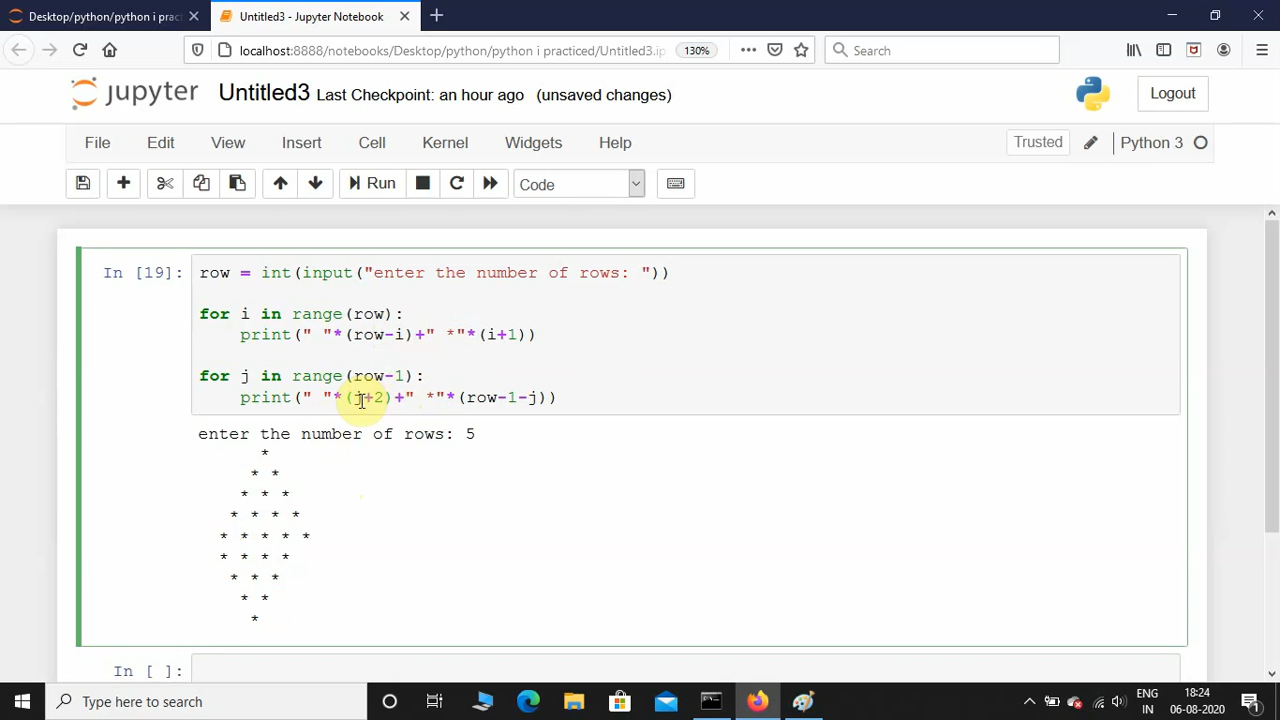 Desktop/python/python i prac
Untitled3 - Jupyter Notebook
localhost:8888/notebooks/Desktop/python/python i practiced/Untitled3.ip
130%
Search
jupyter
Untitled3 Last Checkpoint: an hour ago (unsaved changes)
Logout
File Edit View Insert Cell Kernel Widgets Help
Trusted
Python 3
Run
Code
In [19]:
row = int(input("enter the number of rows: "))
for i in range(row):
    print(" "*(row-i)+" *"*(i+1))
for j in range(row-1):
    print(" "*(j+2)+" *"*(row-1-j))
enter the number of rows: 5
*
* *
* * *
* * * *
* * * * *
* * * *
* * *
* *
*
In [ ]:
Type here to search
ENG
IN
18:24
06-08-2020
1